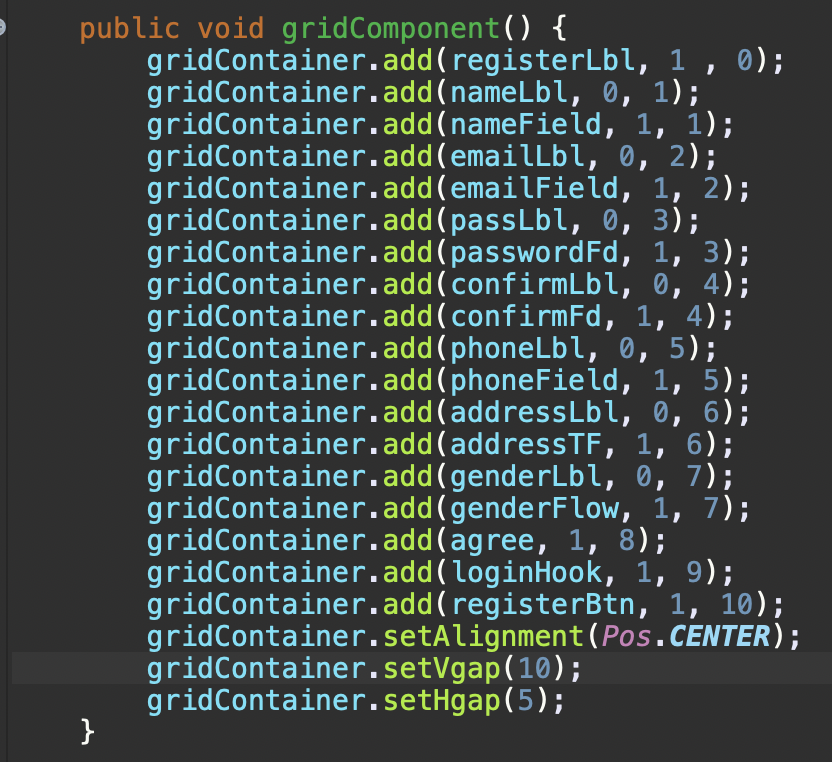 public void gridComponent() {
gridContainer.add(registerLbl, 1 , 0);
gridContainer.add(nameLbl, 0, 1);
gridContainer.add(nameField, 1, 1);
gridContainer.add(emailLbl, 0, 2);
gridContainer.add(emailField, 1, 2);
gridContainer.add(passLbl, 0, 3);
gridContainer.add(passwordFd, 1, 3);
gridContainer.add(confirmLbl, 0, 4);
gridContainer.add(confirmFd, 1, 4);
gridContainer.add(phoneLbl, 0, 5);
gridContainer.add(phoneField, 1, 5);
gridContainer.add(addressLbl, 0, 6);
gridContainer.add(addressTF, 1, 6);
gridContainer.add(genderLbl, 0, 7);
gridContainer.add(genderFlow, 1, 7);
gridContainer.add(agree, 1, 8);
gridContainer.add(loginHook, 1, 9);
gridContainer.add(registerBtn, 1, 10);
gridContainer.setAlignment(Pos.CENTER);
gridContainer.setVgap(10);
gridContainer.setHgap(5);
}